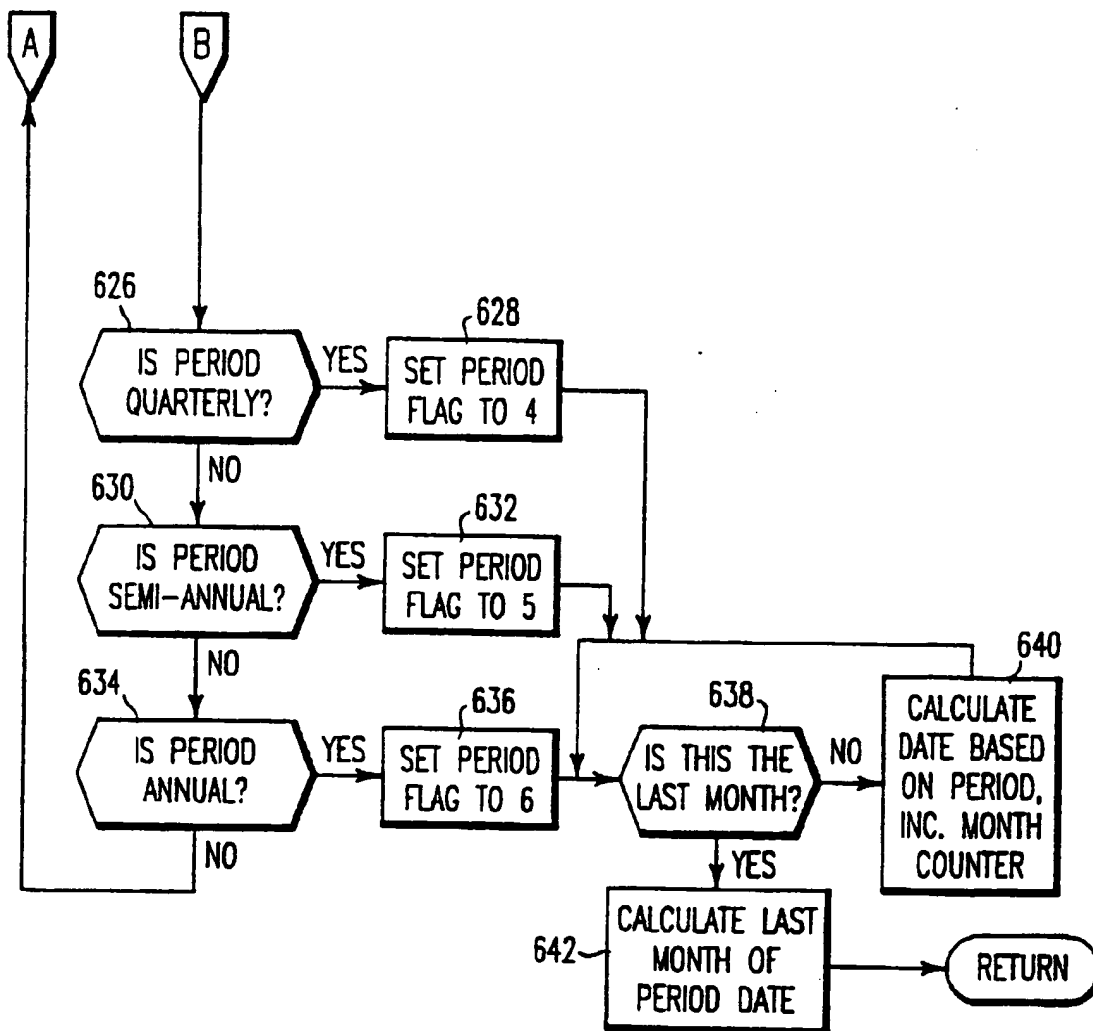 A
B
626
IS PERIOD
QUARTERLY?
YES
628
SET PERIOD
FLAG TO 4
NO
630
IS PERIOD
SEMI-ANNUAL?
YES
632
SET PERIOD
FLAG TO 5
NO
634
IS PERIOD
ANNUAL?
YES
636
SET PERIOD
FLAG TO 6
NO
638
IS THIS THE
LAST MONTH?
NO
640
CALCULATE
DATE BASED
ON PERIOD,
INC. MONTH
COUNTER
YES
642
CALCULATE LAST
MONTH OF
PERIOD DATE
RETURN